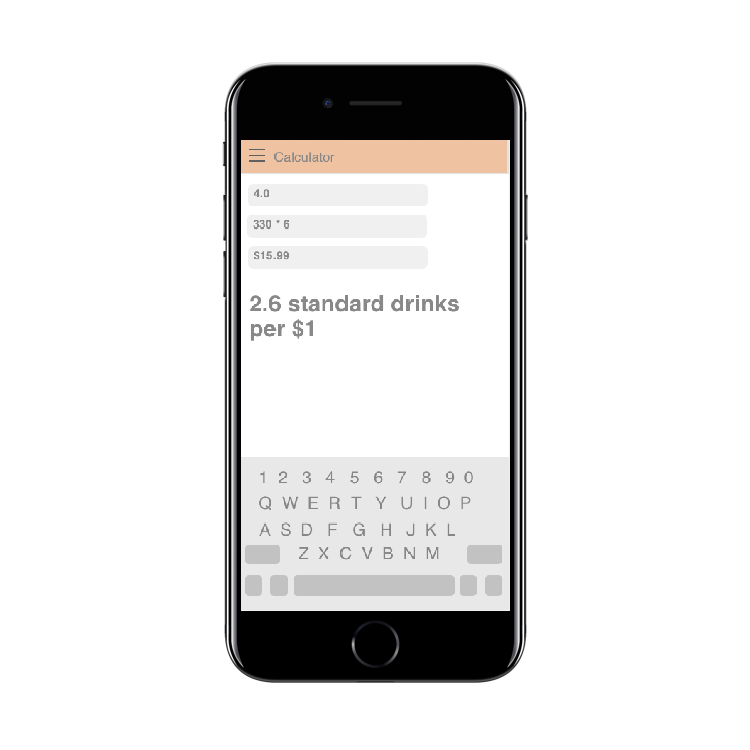 Calculator
4.0
330 * 6
$15.99
2.6 standard drinks
per $1
1 2 3 4 5 6 7 8 9 0
Q W E R T Y U I O P
A S D F G H J K L
Z X C V B N M